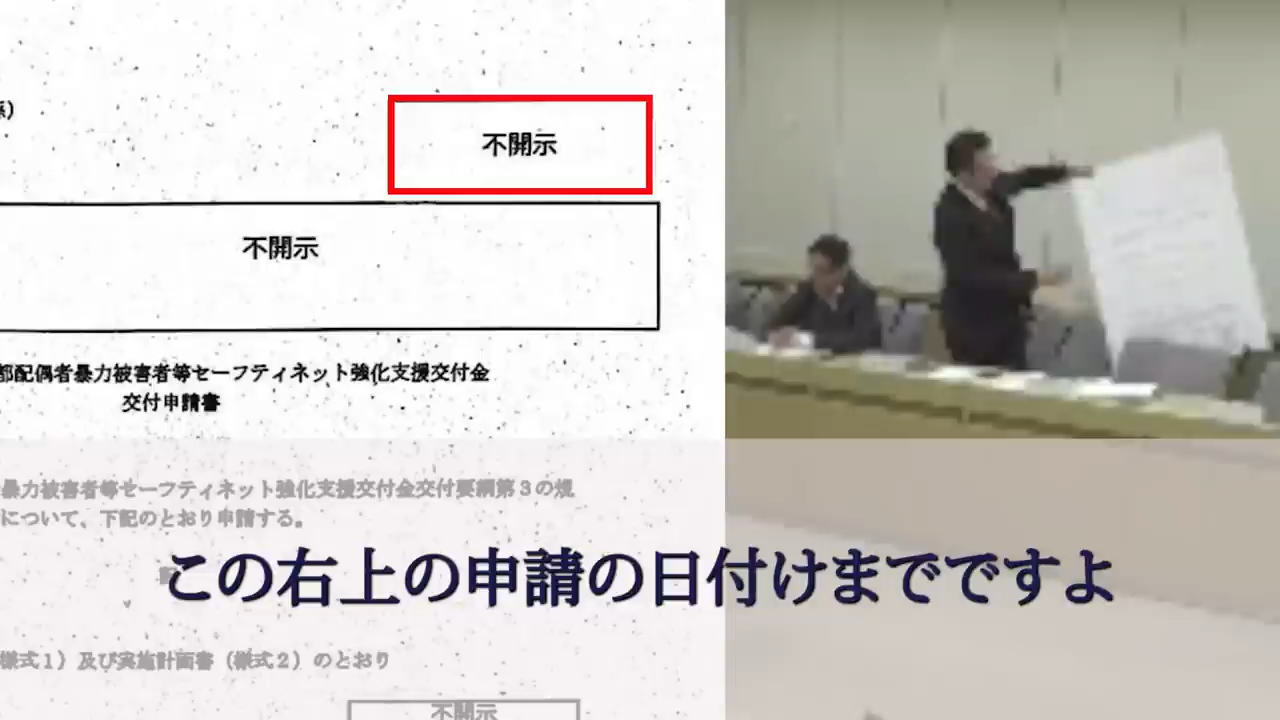 係）
不開示
不開示
部配偶者暴力被害者等セーフティネット強化支援交付金
交付申請書
暴力被害者等セーフティネット強化支援交付金交付要綱第３の規
について、下記のとおり申請する。
この右上の申請の日付けまでですよ
様式１）及び実施計画書（様式２）のとおり
不開示